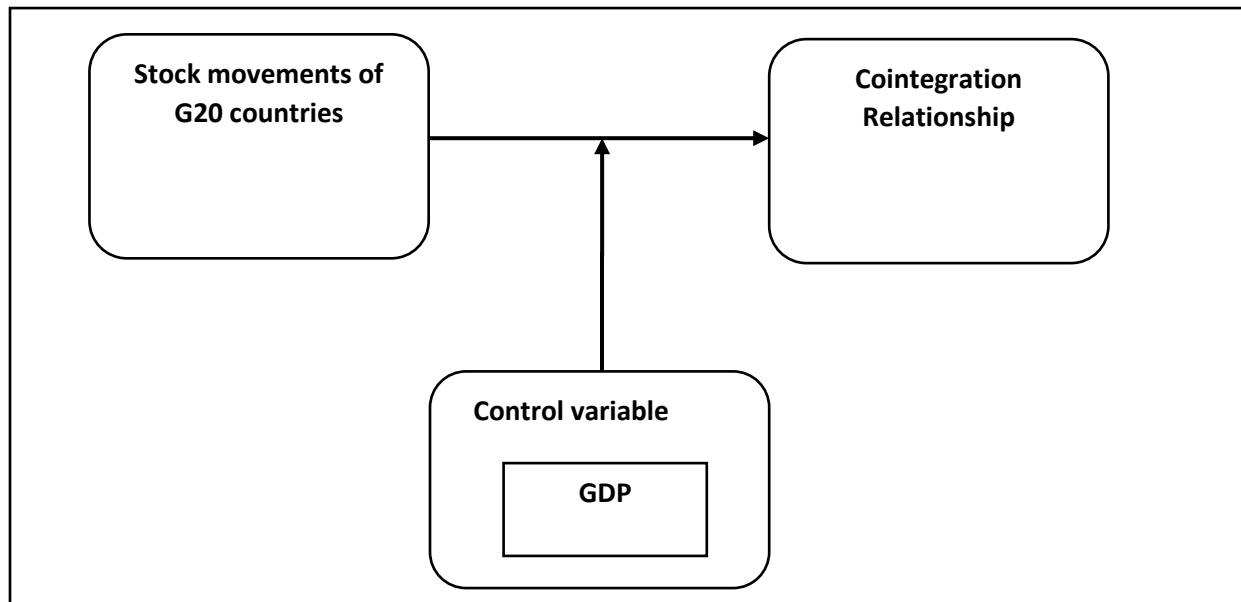 Stock movements of
G20 countries
Cointegration
Relationship
Control variable
GDP